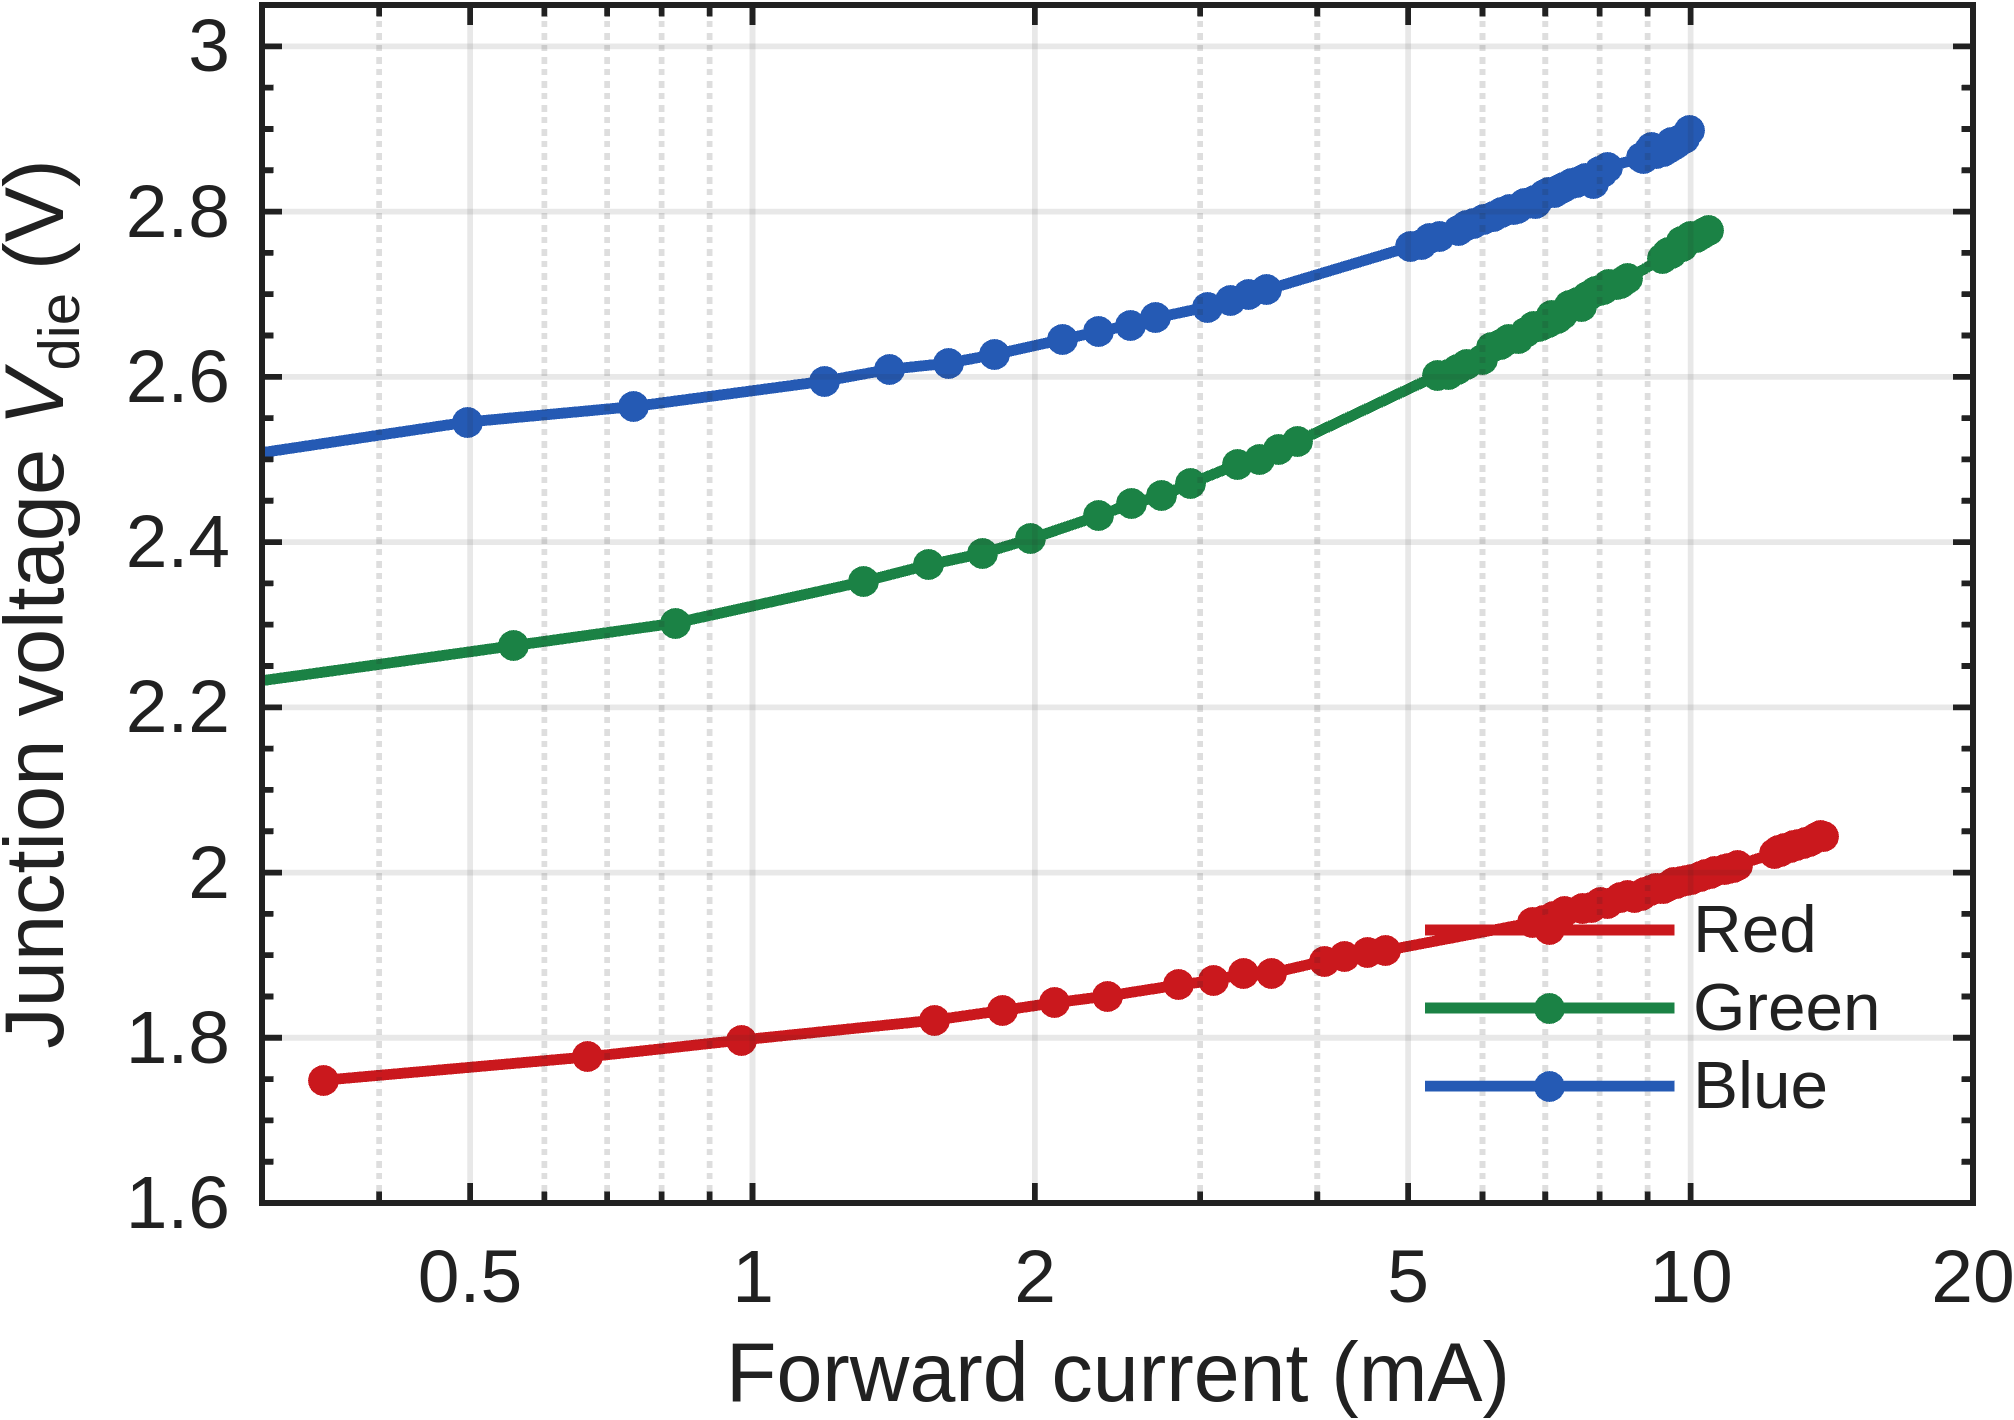 Junction voltage Vdie (V)
3
2.8
2.6
2.4
2.2
2
1.8
1.6
Red
Green
Blue
0.5 1 2 5 10 20
Forward current (mA)